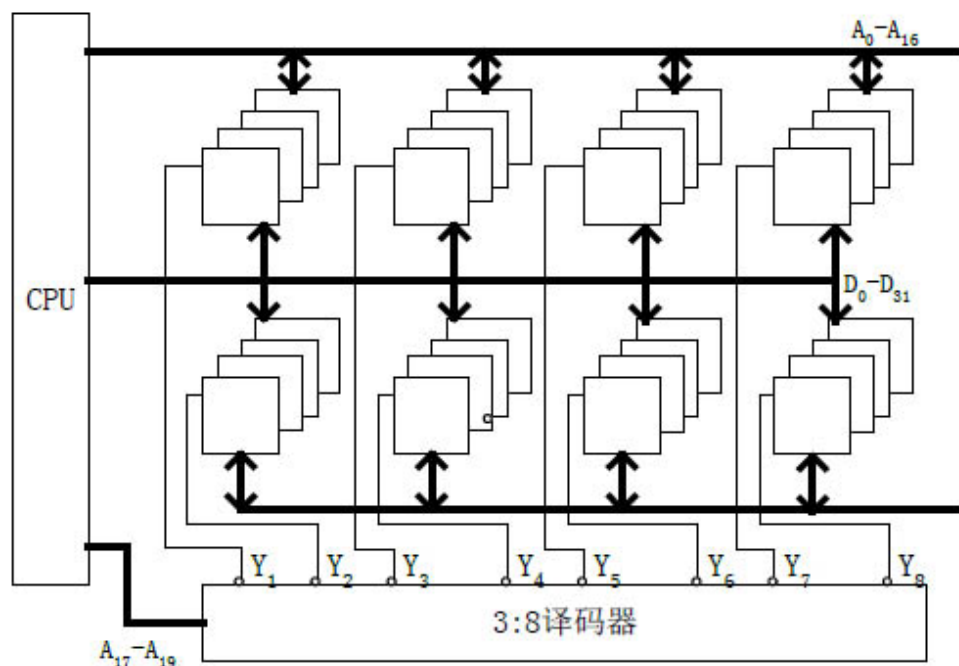 A₀-A₁₆
CPU
D₀-D₃₁
Y₁ Y₂ Y₃ Y₄ Y₅ Y₆ Y₇ Y₈
3:8译码器
A₁₇-A₁₉